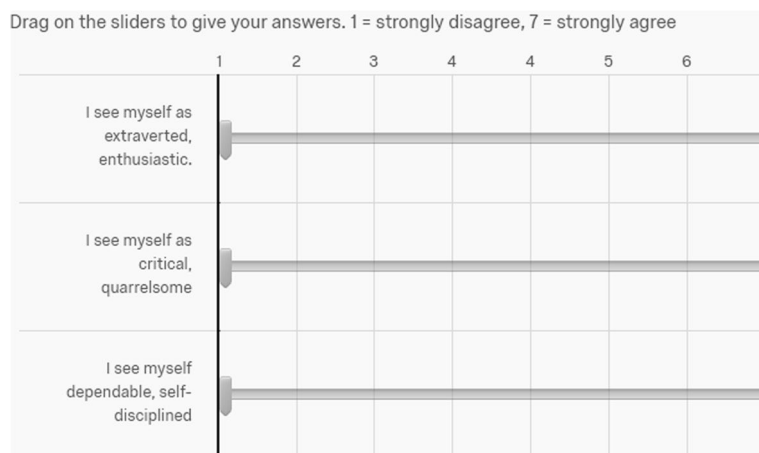 Drag on the sliders to give your answers. 1 = strongly disagree, 7 = strongly agree
1 2 3 4 4 5 6
I see myself as
extraverted,
enthusiastic.
I see myself as
critical,
quarrelsome
I see myself
dependable, self-
disciplined